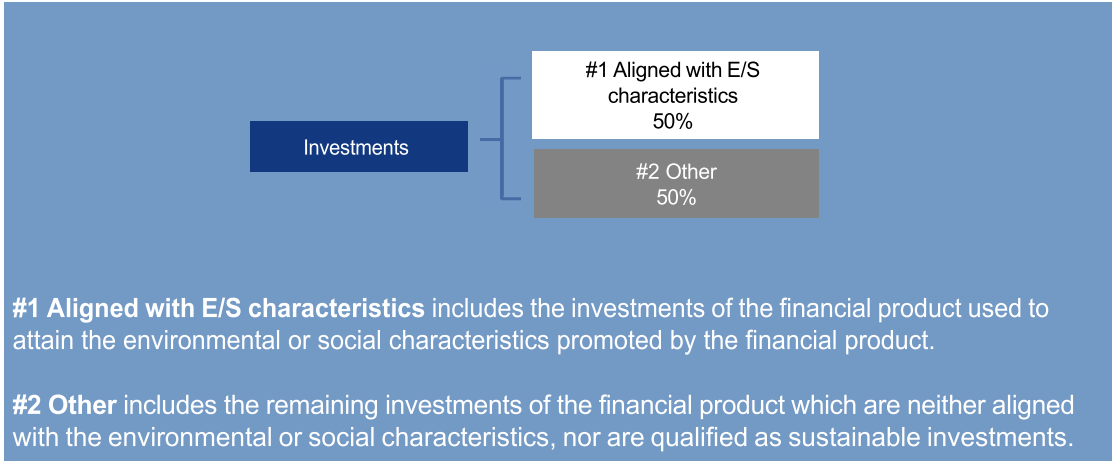 #1 Aligned with E/S
characteristics
50%
Investments
#2 Other
50%
#1 Aligned with E/S characteristics includes the investments of the financial product used to
attain the environmental or social characteristics promoted by the financial product.
#2 Other includes the remaining investments of the financial product which are neither aligned
with the environmental or social characteristics, nor are qualified as sustainable investments.